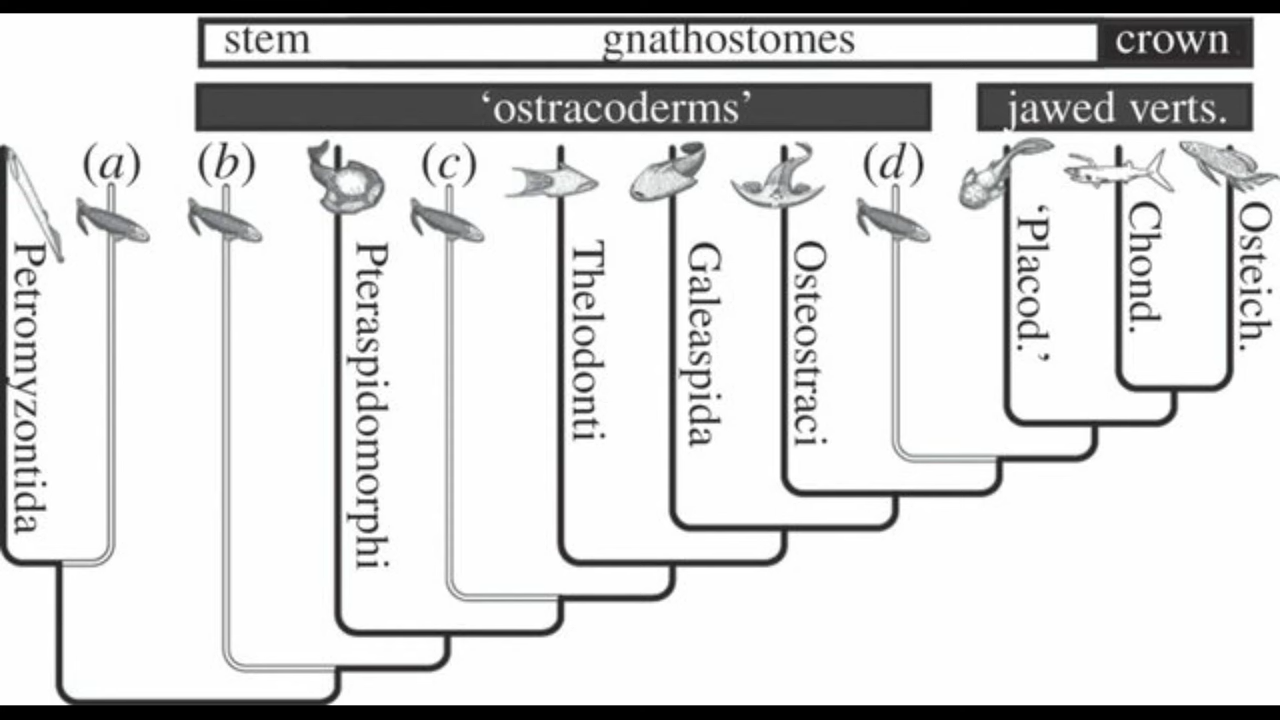 stem gnathostomes crown
‘ostracoderms’ jawed verts.
(a) (b) (c) (d)
Petromyzontida
Pteraspidomorphi
Thelodonti
Galeaspida
Osteostraci
‘Placod.’
Chond.
Osteich.